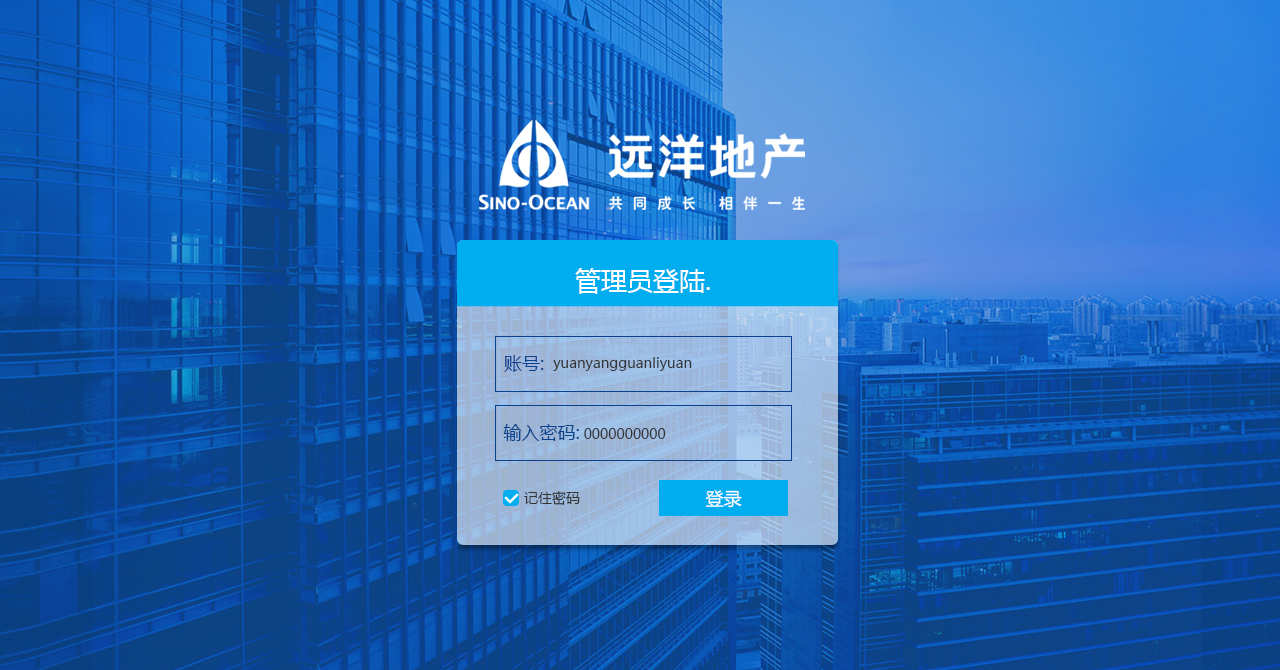 远洋地产
SINO-OCEAN 共同成长 相伴一生
管理员登陆.
账号: yuanyangguanliyuan
输入密码: 0000000000
记住密码 登录